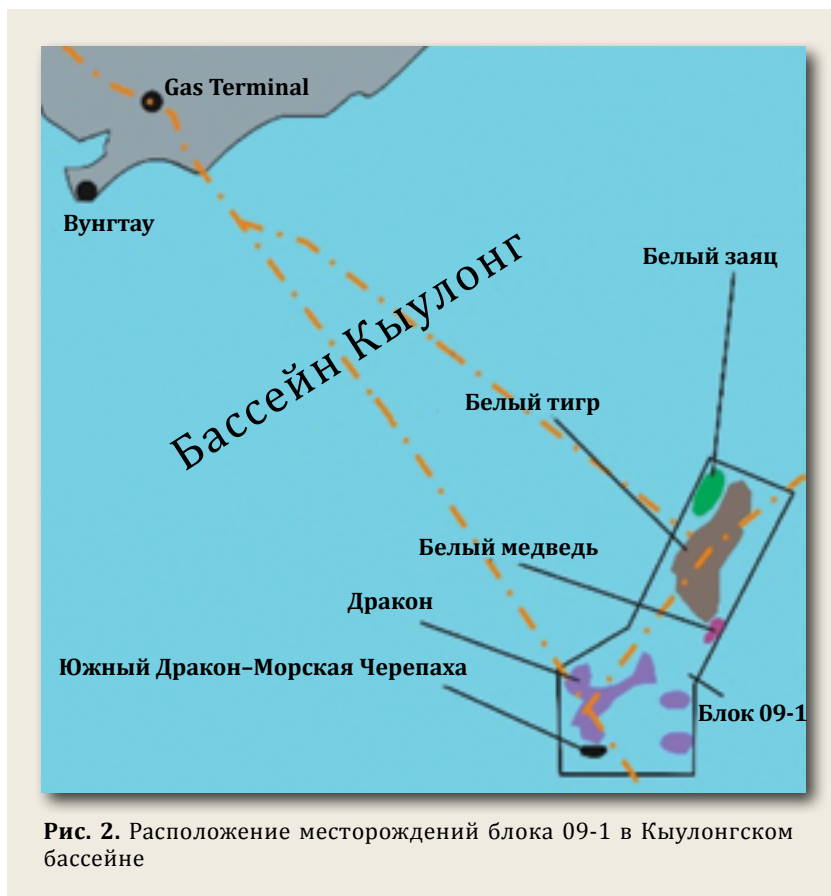 Gas Terminal
Вунгтау
Бассейн Кыулонг
Белый заяц
Белый тигр
Белый медведь
Дракон
Южный Дракон–Морская Черепаха
Блок 09-1
Рис. 2. Расположение месторождений блока 09-1 в Кыулонгском
бассейне